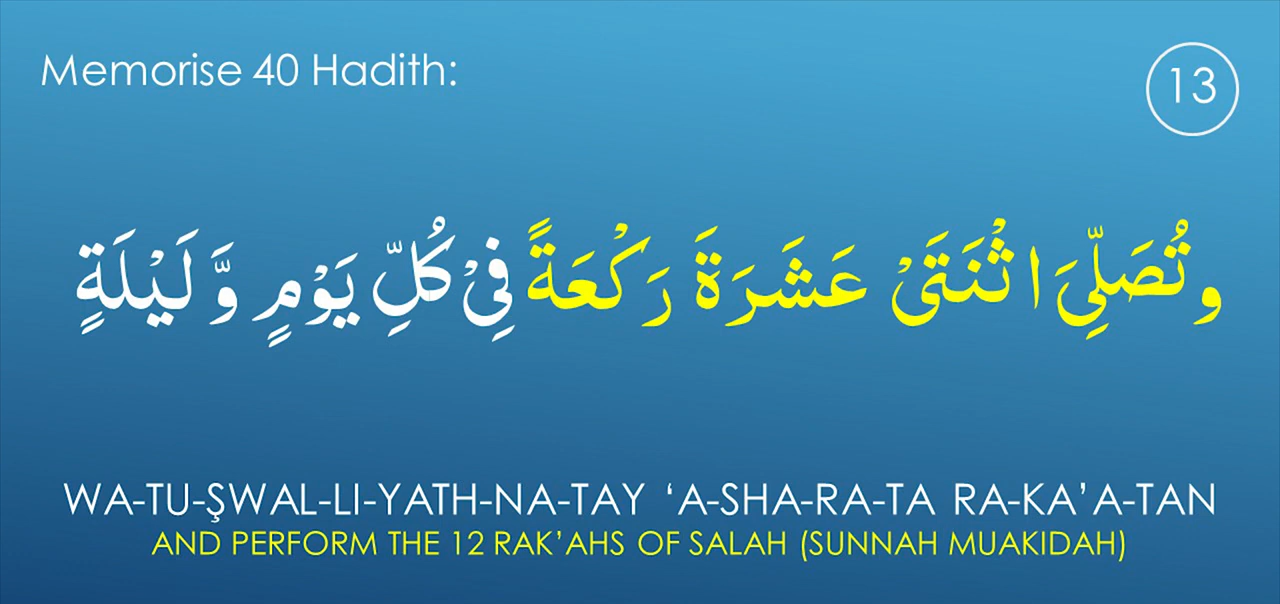 Memorise 40 Hadith:
13
وتُصَلِّىَ اثْنَتَىْ عَشَرَةَ رَكْعَةً فِىْ كُلِّ يَوْمٍ وَّ لَيْلَةٍ
WA-TU-ŞWAL-LI-YATH-NA-TAY ‘A-SHA-RA-TA RA-KA’A-TAN
AND PERFORM THE 12 RAK’AHS OF SALAH (SUNNAH MUAKIDAH)